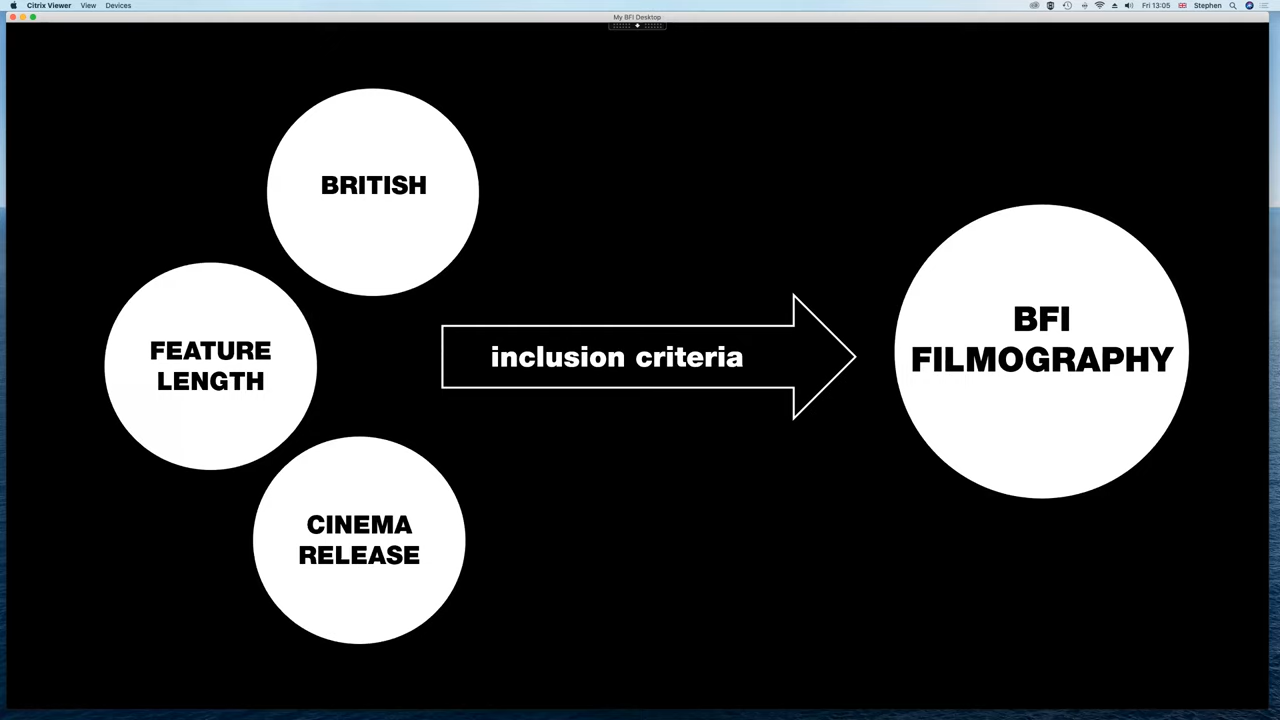 Citrix Viewer View Devices
Fri 13:05 Stephen
My BFI Desktop
BRITISH
FEATURE
LENGTH
CINEMA
RELEASE
inclusion criteria
BFI
FILMOGRAPHY